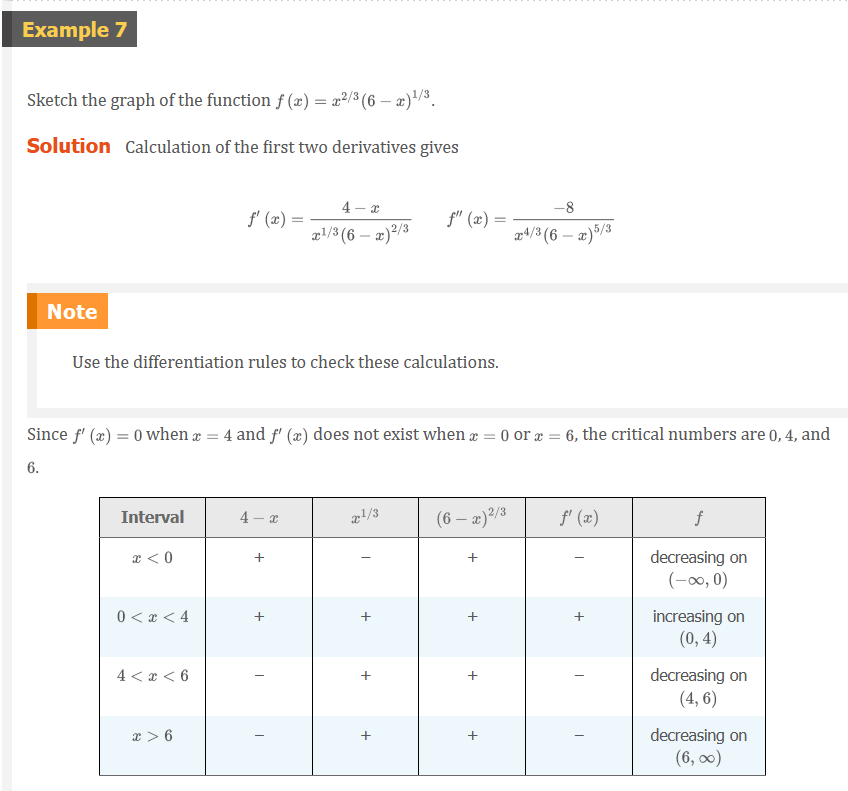 Example 7
Sketch the graph of the function f (x) = x^{2/3}(6 − x)^{1/3}.
Solution Calculation of the first two derivatives gives
f′ (x) = \frac{4 − x}{x^{1/3}(6 − x)^{2/3}} f″ (x) = \frac{−8}{x^{4/3}(6 − x)^{5/3}}
Note
Use the differentiation rules to check these calculations.
Since f′ (x) = 0 when x = 4 and f′ (x) does not exist when x = 0 or x = 6, the critical numbers are 0, 4, and
6.
Interval 4 − x x^{1/3} (6 − x)^{2/3} f′ (x) f
x < 0 + − + − decreasing on
(−∞, 0)
0 < x < 4 + + + + increasing on
(0, 4)
4 < x < 6 − + + − decreasing on
(4, 6)
x > 6 − + + − decreasing on
(6, ∞)